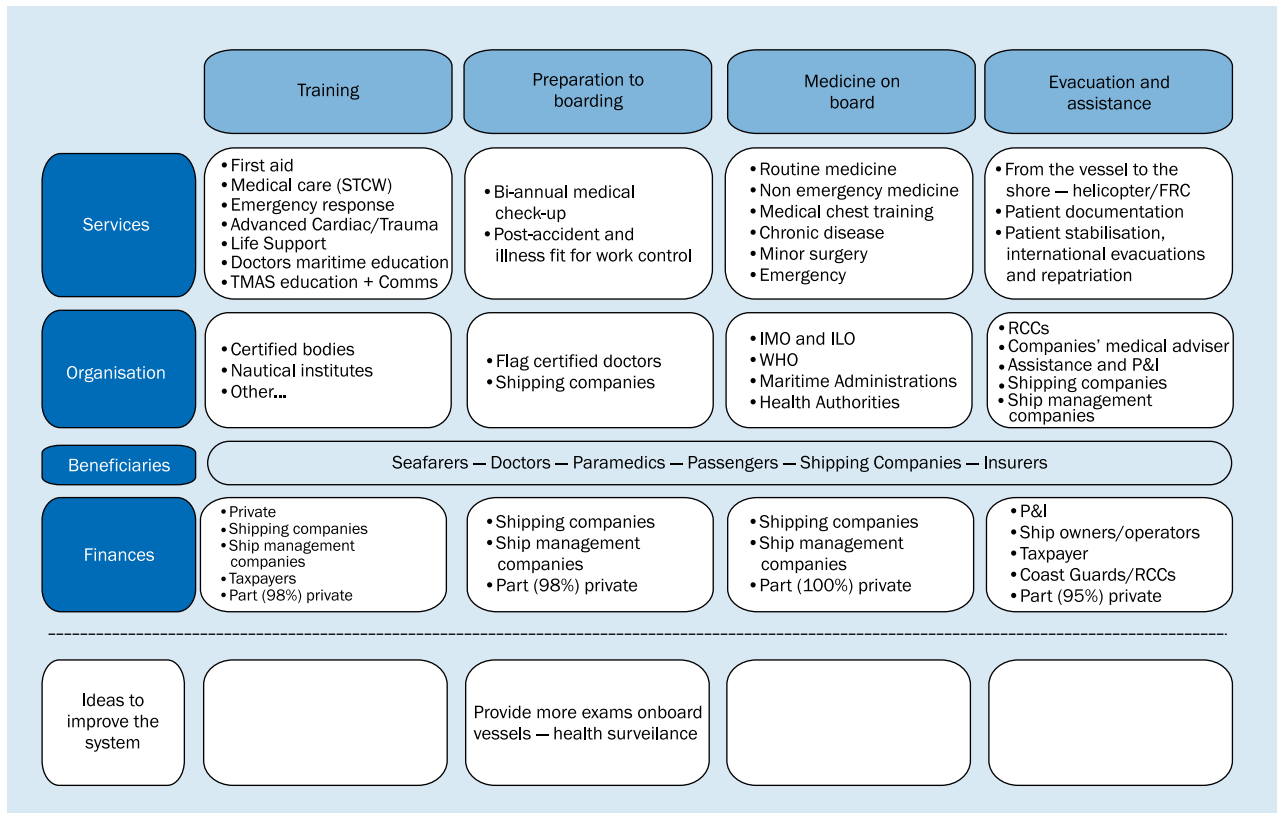 Training
Preparation to
boarding
Medicine on
board
Evacuation and
assistance
Services
• First aid
• Medical care (STCW)
• Emergency response
• Advanced Cardiac/Trauma
• Life Support
• Doctors maritime education
• TMAS education + Comms
• Bi-annual medical
check-up
• Post-accident and
illness fit for work control
• Routine medicine
• Non emergency medicine
• Medical chest training
• Chronic disease
• Minor surgery
• Emergency
• From the vessel to the
shore — helicopter/FRC
• Patient documentation
• Patient stabilisation,
international evacuations
and repatriation
Organisation
• Certified bodies
• Nautical institutes
• Other...
• Flag certified doctors
• Shipping companies
• IMO and ILO
• WHO
• Maritime Administrations
• Health Authorities
• RCCs
• Companies’ medical adviser
• Assistance and P&I
• Shipping companies
• Ship management
companies
Beneficiaries
Seafarers — Doctors — Paramedics — Passengers — Shipping Companies — Insurers
Finances
• Private
• Shipping companies
• Ship management
companies
• Taxpayers
• Part (98%) private
• Shipping companies
• Ship management
companies
• Part (98%) private
• Shipping companies
• Ship management
companies
• Part (100%) private
• P&I
• Ship owners/operators
• Taxpayer
• Coast Guards/RCCs
• Part (95%) private
Ideas to
improve the
system
Provide more exams onboard
vessels — health surveilance